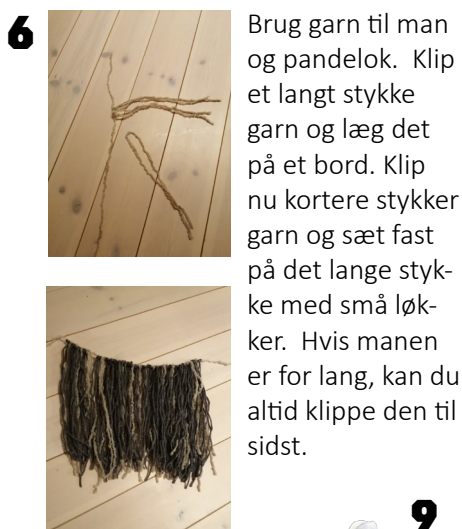 6
Brug garn til man
og pandelok.  Klip
et langt stykke
garn og læg det
på et bord. Klip
nu kortere stykker
garn og sæt fast
på det lange styk-
ke med små løk-
ker.  Hvis manen
er for lang, kan du
altid klippe den til
sidst.
9